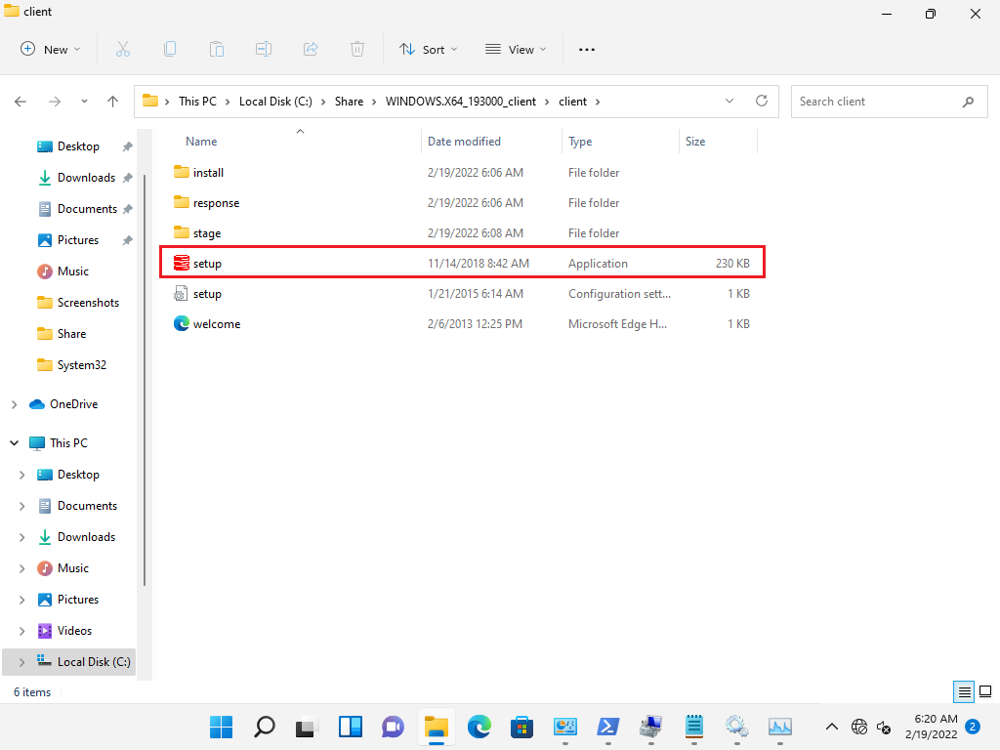 client
New
Sort
View
This PC > Local Disk (C:) > Share > WINDOWS.X64_193000_client > client >
Search client
Desktop
Downloads
Documents
Pictures
Music
Screenshots
Share
System32
OneDrive
This PC
Desktop
Documents
Downloads
Music
Pictures
Videos
Local Disk (C:)
Name Date modified Type Size
install 2/19/2022 6:06 AM File folder
response 2/19/2022 6:06 AM File folder
stage 2/19/2022 6:08 AM File folder
setup 11/14/2018 8:42 AM Application 230 KB
setup 1/21/2015 6:14 AM Configuration sett... 1 KB
welcome 2/6/2013 12:25 PM Microsoft Edge H... 1 KB
6 items
6:20 AM
2/19/2022
2